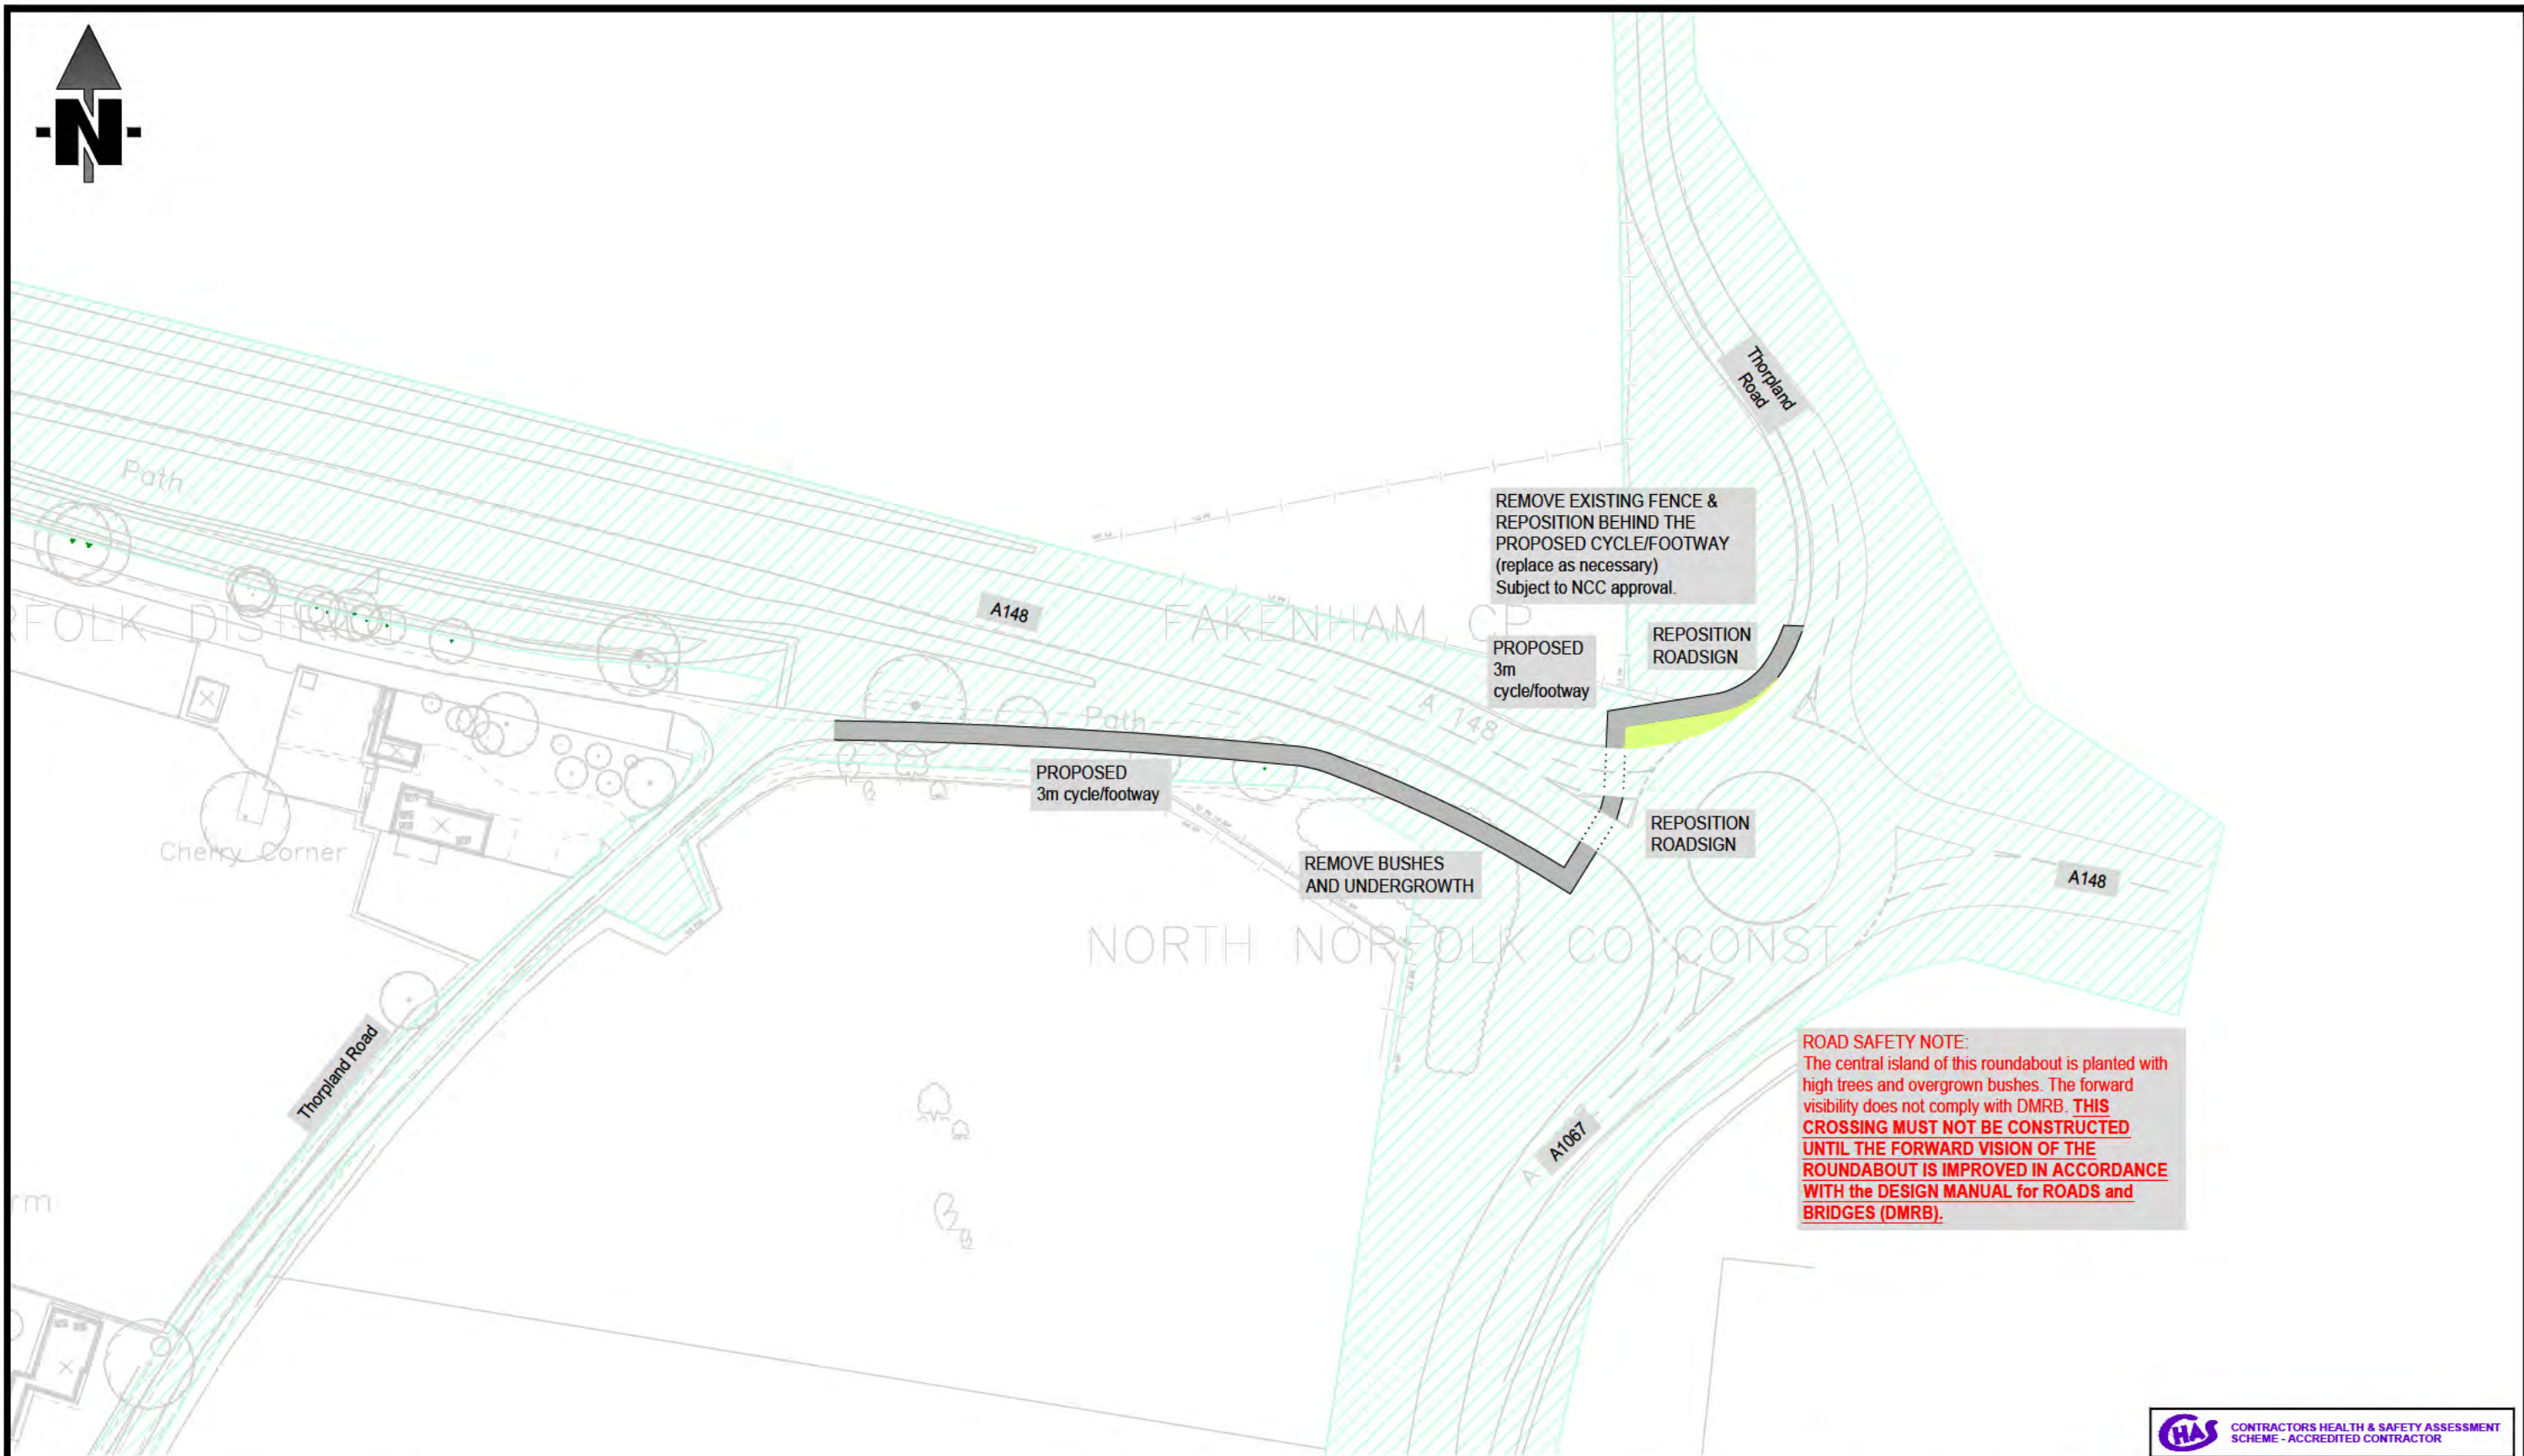 N
Thorpland
Road
Path
REMOVE EXISTING FENCE &
REPOSITION BEHIND THE
PROPOSED CYCLE/FOOTWAY
(replace as necessary)
Subject to NCC approval.
A148
RFOLK DISTRICT
FAKENHAM CP
REPOSITION
ROADSIGN
PROPOSED
3m
cycle/footway
A 148
Path
PROPOSED
3m cycle/footway
REPOSITION
ROADSIGN
Cherry Corner
REMOVE BUSHES
AND UNDERGROWTH
A148
NORTH NORFOLK CO CONST
Thorpland Road
ROAD SAFETY NOTE:
The central island of this roundabout is planted with
high trees and overgrown bushes. The forward
visibility does not comply with DMRB. THIS
CROSSING MUST NOT BE CONSTRUCTED
UNTIL THE FORWARD VISION OF THE
ROUNDABOUT IS IMPROVED IN ACCORDANCE
WITH the DESIGN MANUAL for ROADS and
BRIDGES (DMRB).
A1067
A
rm
CHAS
CONTRACTORS HEALTH & SAFETY ASSESSMENT
SCHEME - ACCREDITED CONTRACTOR